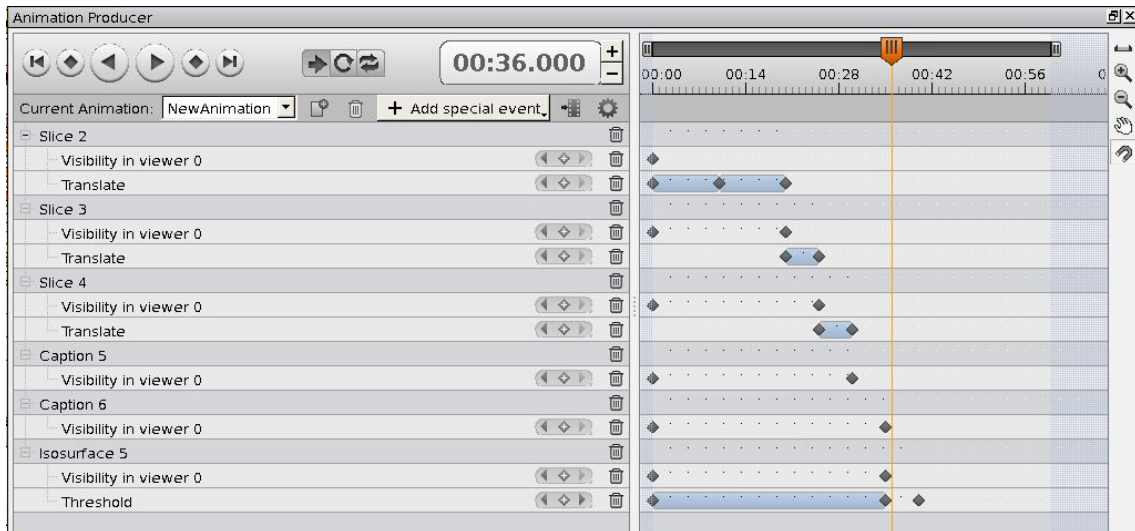 Animation Producer
00:36.000
Current Animation: NewAnimation + Add special event
00:00 00:14 00:28 00:42 00:56 0
Slice 2
Visibility in viewer 0
Translate
Slice 3
Visibility in viewer 0
Translate
Slice 4
Visibility in viewer 0
Translate
Caption 5
Visibility in viewer 0
Caption 6
Visibility in viewer 0
Isosurface 5
Visibility in viewer 0
Threshold